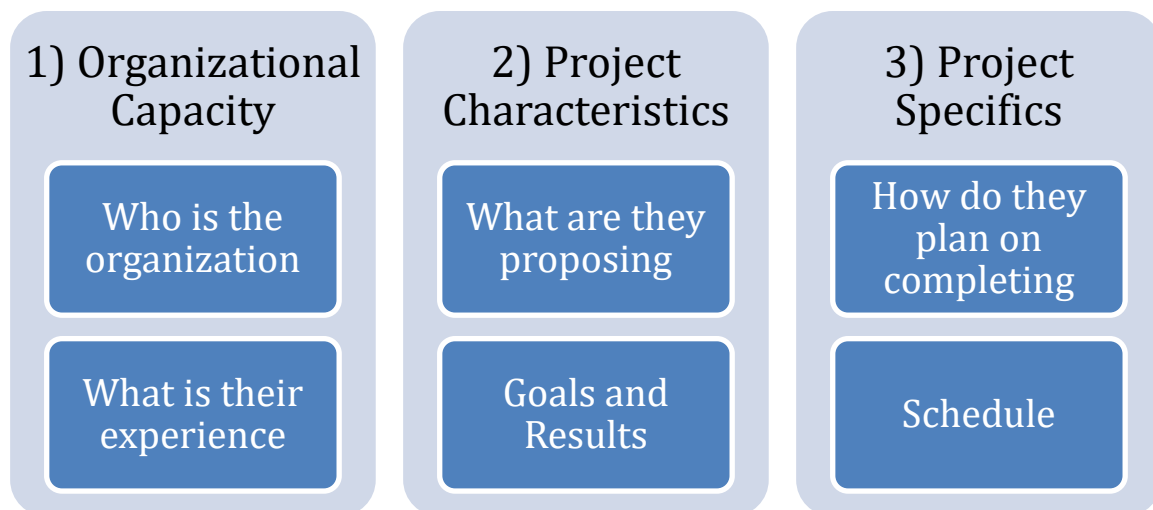 1) Organizational
Capacity
Who is the
organization
What is their
experience
2) Project
Characteristics
What are they
proposing
Goals and
Results
3) Project
Specifics
How do they
plan on
completing
Schedule